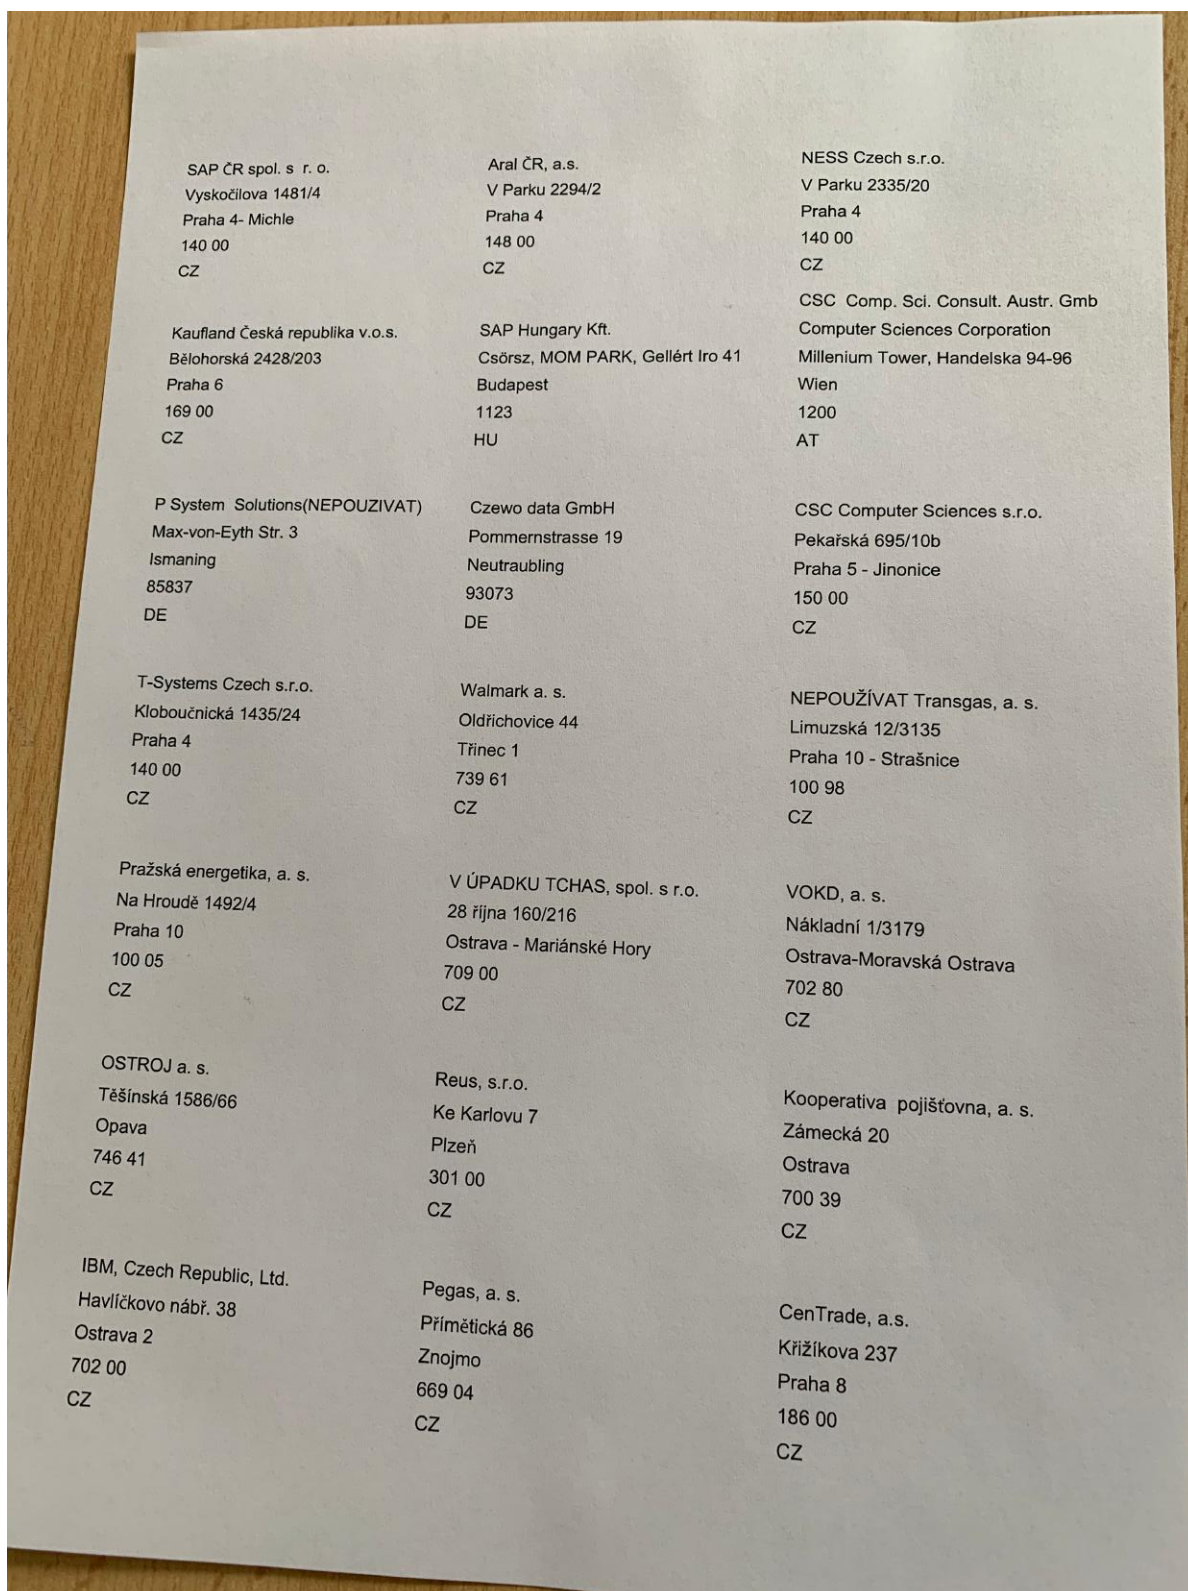 SAP ČR spol. s r. o.
Vyskočilova 1481/4
Praha 4- Michle
140 00
CZ
Aral ČR, a.s.
V Parku 2294/2
Praha 4
148 00
CZ
NESS Czech s.r.o.
V Parku 2335/20
Praha 4
140 00
CZ
Kaufland Česká republika v.o.s.
Bělohorská 2428/203
Praha 6
169 00
CZ
SAP Hungary Kft.
Csörsz, MOM PARK, Gellért Iro 41
Budapest
1123
HU
CSC Comp. Sci. Consult. Austr. Gmb
Computer Sciences Corporation
Millenium Tower, Handelska 94-96
Wien
1200
AT
P System Solutions(NEPOUZIVAT)
Max-von-Eyth Str. 3
Ismaning
85837
DE
Czewo data GmbH
Pommernstrasse 19
Neutraubling
93073
DE
CSC Computer Sciences s.r.o.
Pekařská 695/10b
Praha 5 - Jinonice
150 00
CZ
T-Systems Czech s.r.o.
Kloboučnická 1435/24
Praha 4
140 00
CZ
Walmark a. s.
Oldřichovice 44
Třinec 1
739 61
CZ
NEPOUŽÍVAT Transgas, a. s.
Limuzská 12/3135
Praha 10 - Strašnice
100 98
CZ
Pražská energetika, a. s.
Na Hroudě 1492/4
Praha 10
100 05
CZ
V ÚPADKU TCHAS, spol. s r.o.
28 října 160/216
Ostrava - Mariánské Hory
709 00
CZ
VOKD, a. s.
Nákladní 1/3179
Ostrava-Moravská Ostrava
702 80
CZ
OSTROJ a. s.
Těšínská 1586/66
Opava
746 41
CZ
Reus, s.r.o.
Ke Karlovu 7
Plzeň
301 00
CZ
Kooperativa pojišťovna, a. s.
Zámecká 20
Ostrava
700 39
CZ
IBM, Czech Republic, Ltd.
Havlíčkovo nábř. 38
Ostrava 2
702 00
CZ
Pegas, a. s.
Přímětická 86
Znojmo
669 04
CZ
CenTrade, a.s.
Křižíkova 237
Praha 8
186 00
CZ